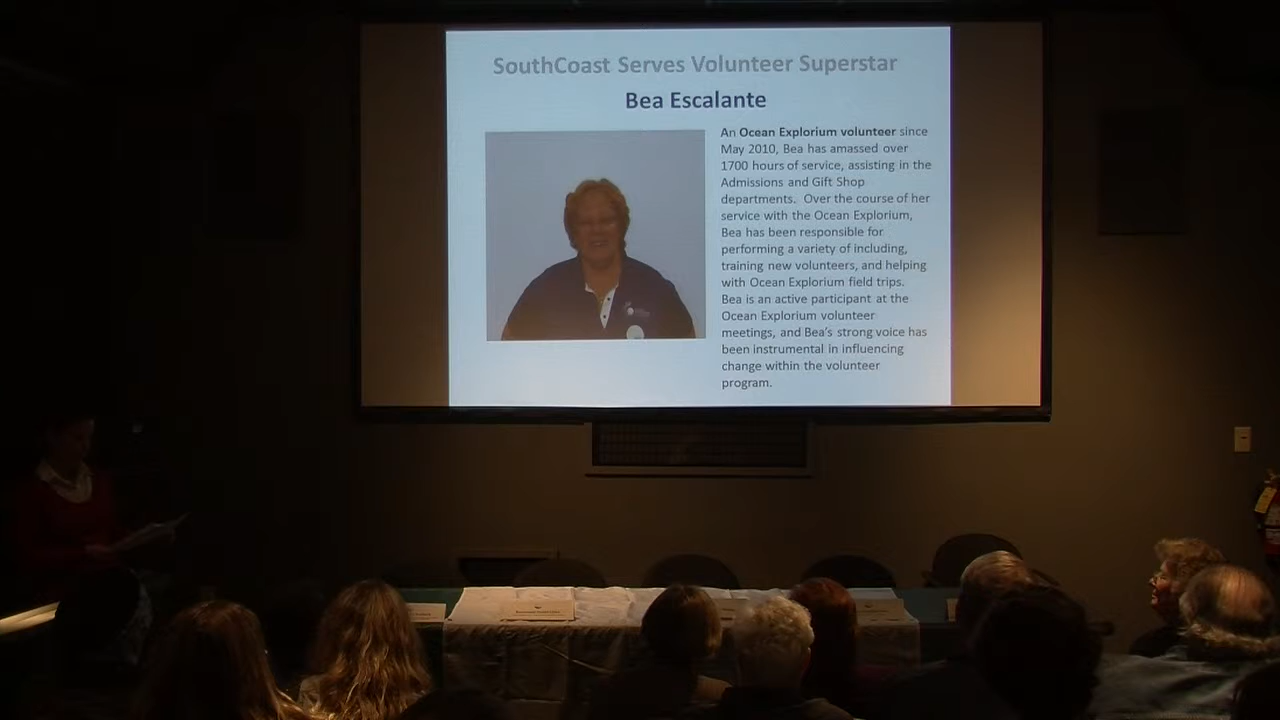 SouthCoast Serves Volunteer Superstar
Bea Escalante
An Ocean Explorium volunteer since
May 2010, Bea has amassed over
1700 hours of service, assisting in the
Admissions and Gift Shop
departments. Over the course of her
service with the Ocean Explorium,
Bea has been responsible for
performing a variety of including,
training new volunteers, and helping
with Ocean Explorium field trips.
Bea is an active participant at the
Ocean Explorium volunteer
meetings, and Bea's strong voice has
been instrumental in influencing
change within the volunteer
program.